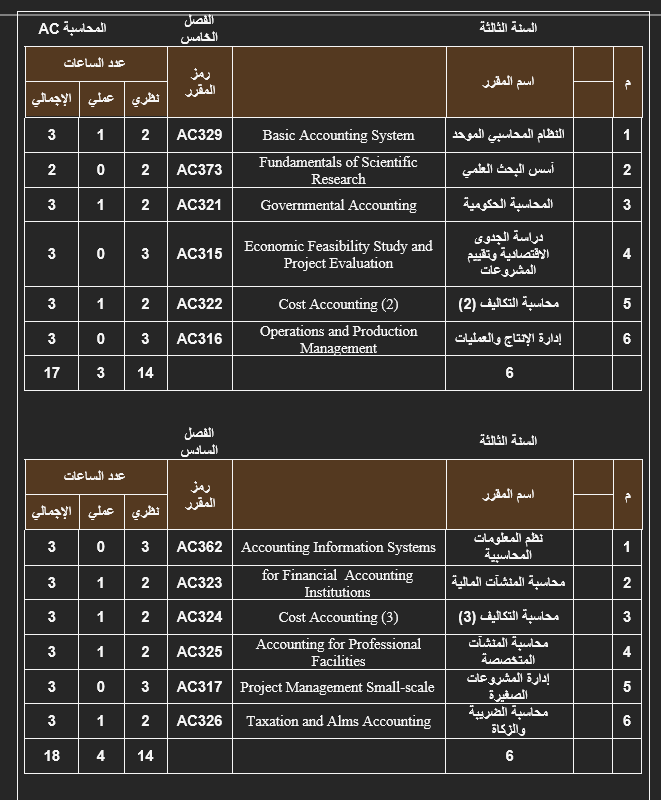 السنة الثالثة الفصل الخامس المحاسبة AC
م اسم المقرر رمز المقرر عدد الساعات
نظري عملي الإجمالي
1 النظام المحاسبي الموحد Basic Accounting System AC329 2 1 3
2 أسس البحث العلمي Fundamentals of Scientific Research AC373 2 0 2
3 المحاسبة الحكومية Governmental Accounting AC321 2 1 3
4 دراسة الجدوى الاقتصادية وتقييم المشروعات Economic Feasibility Study and Project Evaluation AC315 3 0 3
5 محاسبة التكاليف (2) Cost Accounting (2) AC322 2 1 3
6 إدارة الإنتاج والعمليات Operations and Production Management AC316 3 0 3
6 14 3 17
السنة الثالثة الفصل السادس
م اسم المقرر رمز المقرر عدد الساعات
نظري عملي الإجمالي
1 نظم المعلومات المحاسبية Accounting Information Systems AC362 3 0 3
2 محاسبة المنشآت المالية for Financial Accounting Institutions AC323 2 1 3
3 محاسبة التكاليف (3) Cost Accounting (3) AC324 2 1 3
4 محاسبة المنشآت المتخصصة Accounting for Professional Facilities AC325 2 1 3
5 إدارة المشروعات الصغيرة Project Management Small-scale AC317 3 0 3
6 محاسبة الضريبة والزكاة Taxation and Alms Accounting AC326 2 1 3
6 14 4 18